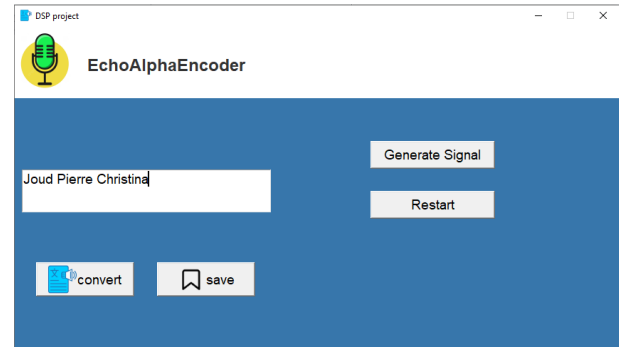 DSP project
EchoAlphaEncoder
Generate Signal
Joud Pierre Christina
Restart
convert
save